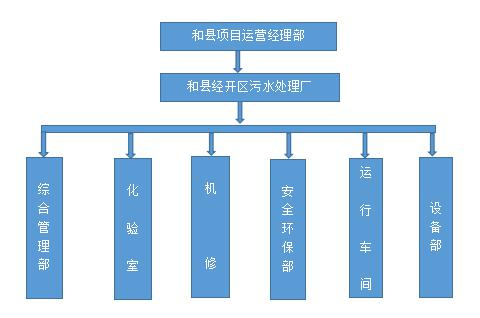 和县项目运营经理部
和县经开区污水处理厂
综合管理部
化验室
机修
安全环保部
运行车间
设备部